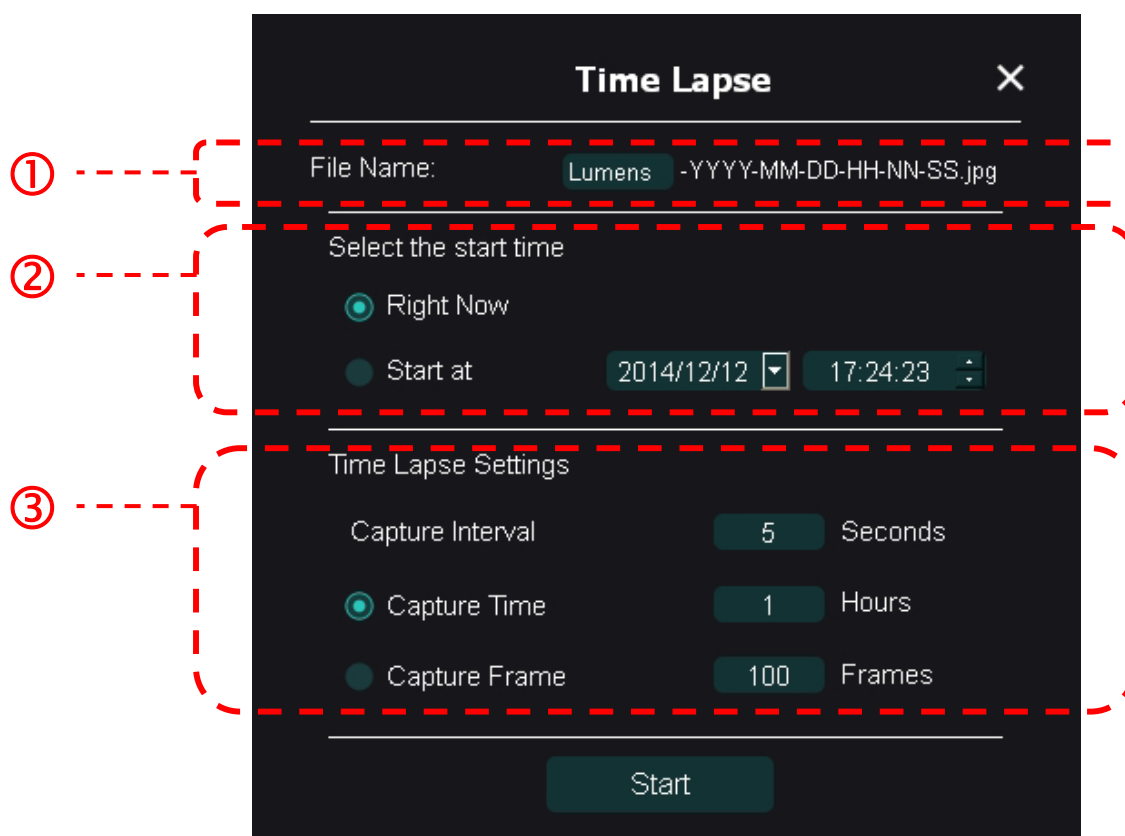 Time Lapse ×
① File Name: Lumens -YYYY-MM-DD-HH-NN-SS.jpg
② Select the start time
Right Now
Start at 2014/12/12 17:24:23
③ Time Lapse Settings
Capture Interval 5 Seconds
Capture Time 1 Hours
Capture Frame 100 Frames
Start